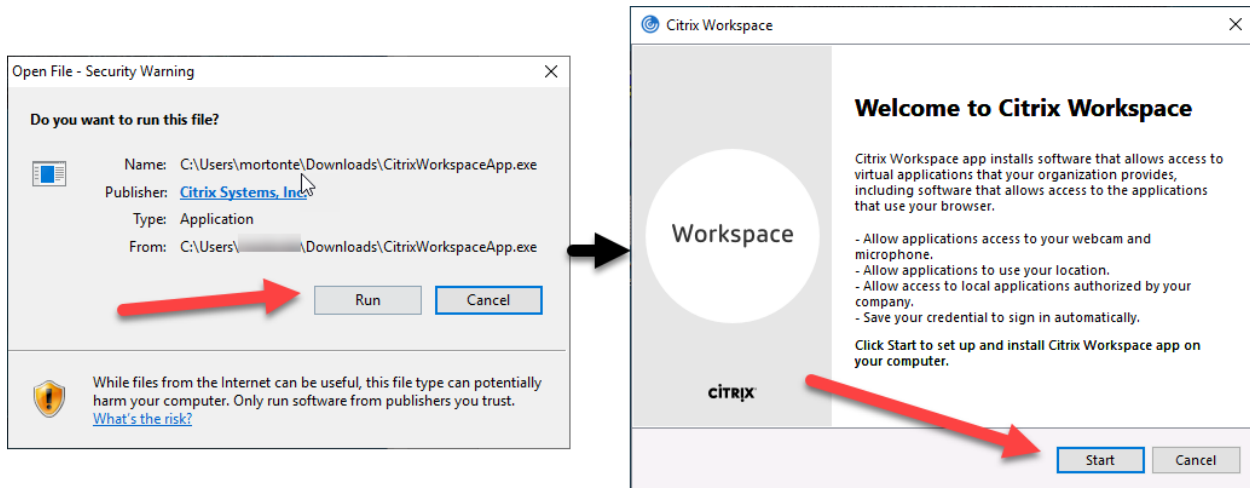 Open File - Security Warning
Do you want to run this file?
Name: C:\Users\mortonte\Downloads\CitrixWorkspaceApp.exe
Publisher: Citrix Systems, Inc.
Type: Application
From: C:\Users\ \Downloads\CitrixWorkspaceApp.exe
Run Cancel
While files from the Internet can be useful, this file type can potentially
harm your computer. Only run software from publishers you trust.
What's the risk?
Citrix Workspace
Workspace
CITRIX
Welcome to Citrix Workspace
Citrix Workspace app installs software that allows access to
virtual applications that your organization provides,
including software that allows access to the applications
that use your browser.
- Allow applications access to your webcam and
microphone.
- Allow applications to use your location.
- Allow access to local applications authorized by your
company.
- Save your credential to sign in automatically.
Click Start to set up and install Citrix Workspace app on
your computer.
Start Cancel